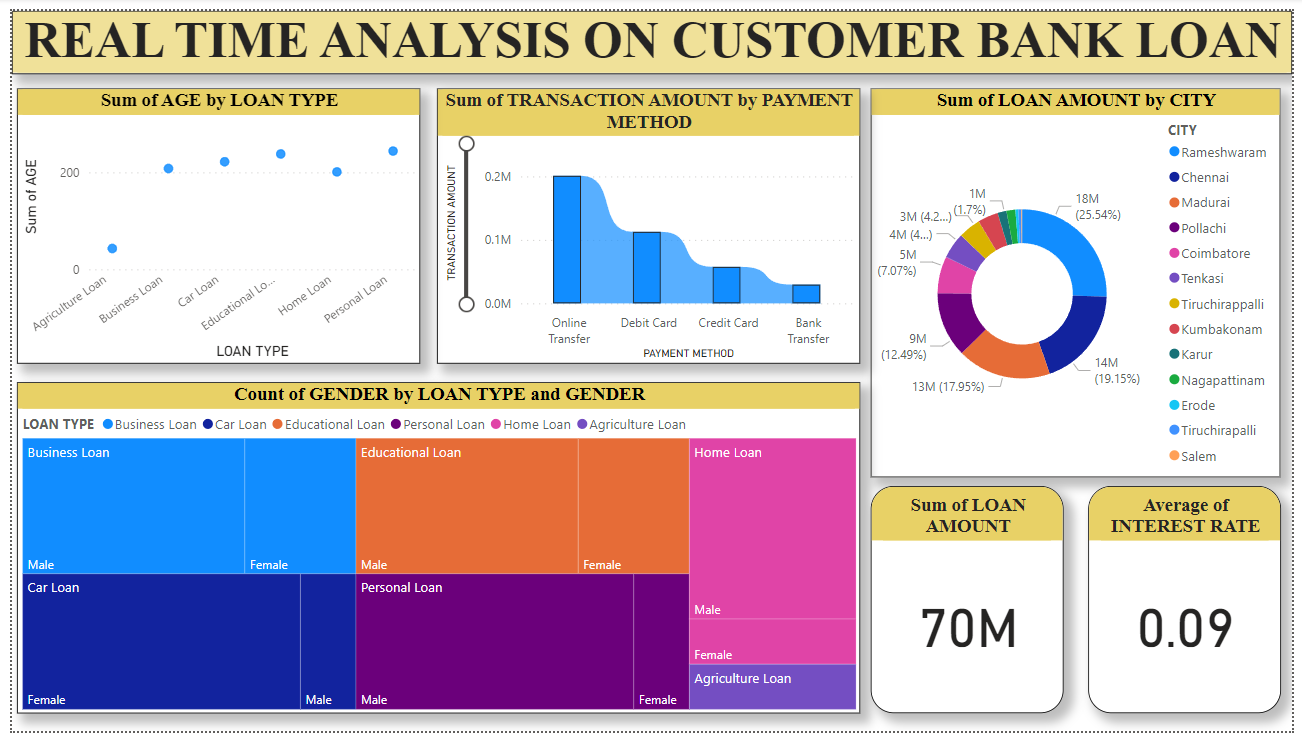 REAL TIME ANALYSIS ON CUSTOMER BANK LOAN
Sum of AGE by LOAN TYPE
Sum of AGE
200
0
Agriculture Loan
Business Loan
Car Loan
Educational Lo...
Home Loan
Personal Loan
LOAN TYPE
Sum of TRANSACTION AMOUNT by PAYMENT
METHOD
TRANSACTION AMOUNT
0.2M
0.1M
0.0M
Online
Transfer
Debit Card
Credit Card
Bank
Transfer
PAYMENT METHOD
Sum of LOAN AMOUNT by CITY
18M
(25.54%)
14M
(19.15%)
13M (17.95%)
9M
(12.49%)
5M
(7.07%)
4M (4...)
3M (4.2...)
1M
(1.7%)
CITY
Rameshwaram
Chennai
Madurai
Pollachi
Coimbatore
Tenkasi
Tiruchirappalli
Kumbakonam
Karur
Nagapattinam
Erode
Tiruchirapalli
Salem
Count of GENDER by LOAN TYPE and GENDER
LOAN TYPE Business Loan Car Loan Educational Loan Personal Loan Home Loan Agriculture Loan
Business Loan
Male
Female
Educational Loan
Male
Female
Home Loan
Male
Female
Car Loan
Female
Male
Personal Loan
Male
Female
Agriculture Loan
Sum of LOAN
AMOUNT
70M
Average of
INTEREST RATE
0.09